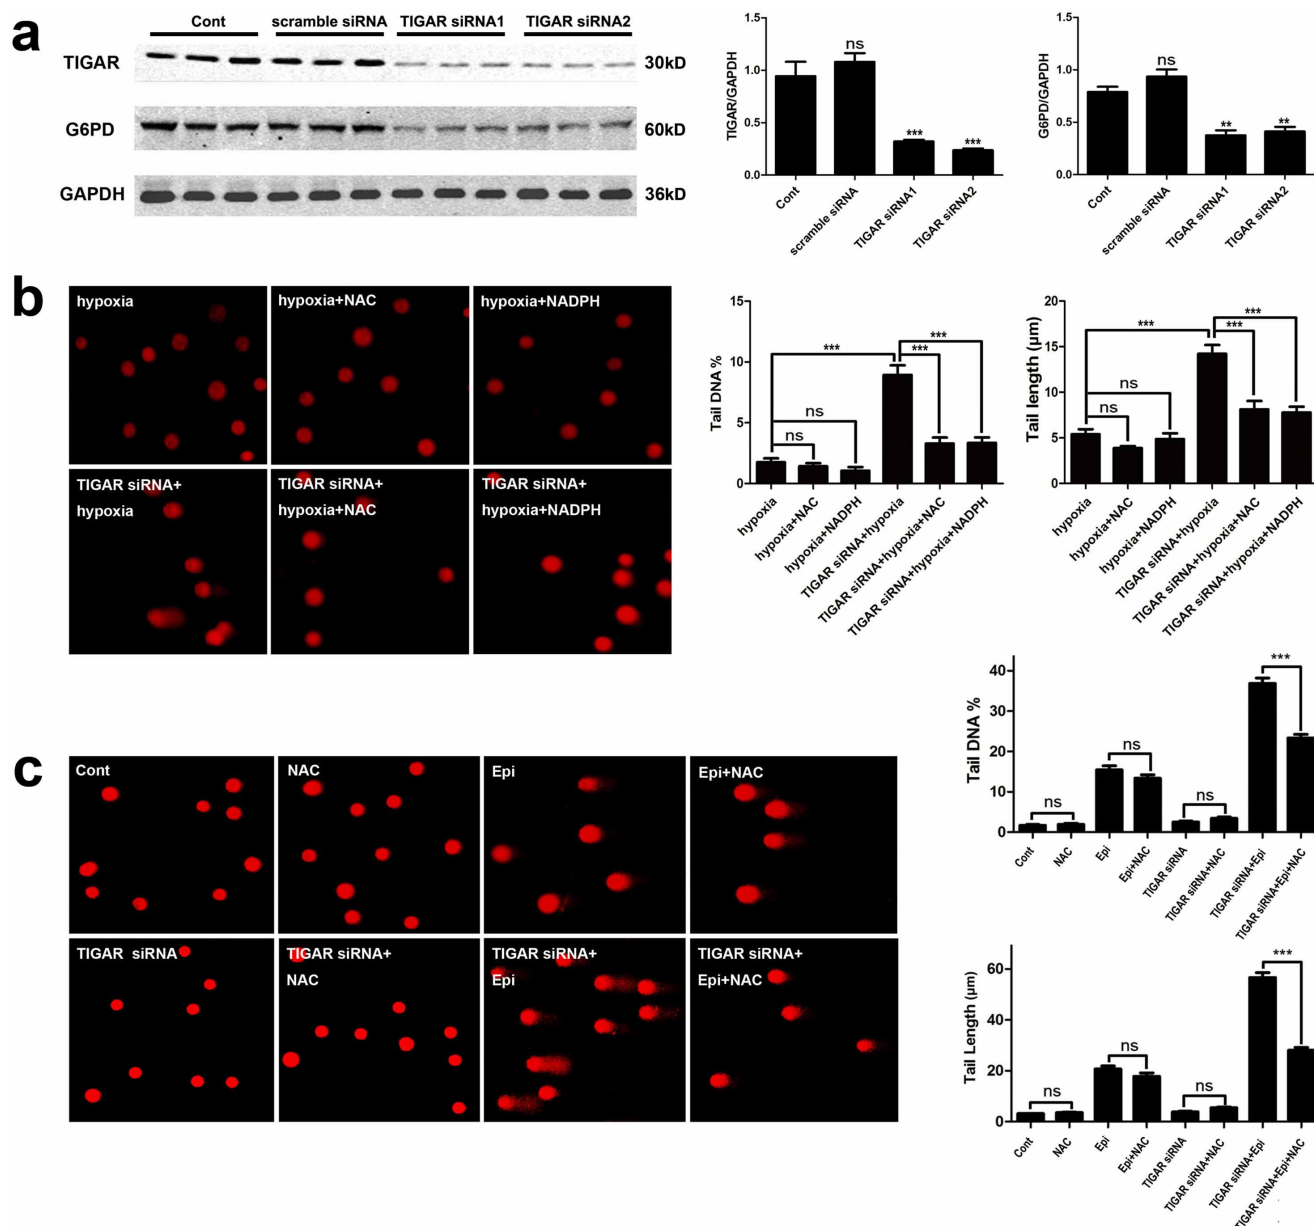 a
Cont
scramble siRNA
TIGAR siRNA1
TIGAR siRNA2
TIGAR
30kD
G6PD
60kD
GAPDH
36kD
TIGAR/GAPDH
1.5
1.0
0.5
0.0
ns
***
***
Cont
scramble siRNA
TIGAR siRNA1
TIGAR siRNA2
G6PD/GAPDH
1.5
1.0
0.5
0.0
ns
**
**
Cont
scramble siRNA
TIGAR siRNA1
TIGAR siRNA2
b
hypoxia
hypoxia+NAC
hypoxia+NADPH
TIGAR siRNA+
hypoxia
TIGAR siRNA+
hypoxia+NAC
TIGAR siRNA+
hypoxia+NADPH
Tail DNA %
15
10
5
0
***
***
***
ns
ns
hypoxia
hypoxia+NAC
hypoxia+NADPH
TIGAR siRNA+hypoxia
TIGAR siRNA+hypoxia+NAC
TIGAR siRNA+hypoxia+NADPH
Tail length (μm)
20
15
10
5
0
***
***
***
ns
ns
hypoxia
hypoxia+NAC
hypoxia+NADPH
TIGAR siRNA+hypoxia
TIGAR siRNA+hypoxia+NAC
TIGAR siRNA+hypoxia+NADPH
c
Cont
NAC
Epi
Epi+NAC
TIGAR siRNA
TIGAR siRNA+
NAC
TIGAR siRNA+
Epi
TIGAR siRNA+
Epi+NAC
Tail DNA %
40
30
20
10
0
ns
ns
ns
***
Cont
NAC
Epi
Epi+NAC
TIGAR siRNA
TIGAR siRNA+NAC
TIGAR siRNA+Epi
TIGAR siRNA+Epi+NAC
Tail Length (μm)
60
40
20
0
ns
ns
ns
***
Cont
NAC
Epi
Epi+NAC
TIGAR siRNA
TIGAR siRNA+NAC
TIGAR siRNA+Epi
TIGAR siRNA+Epi+NAC